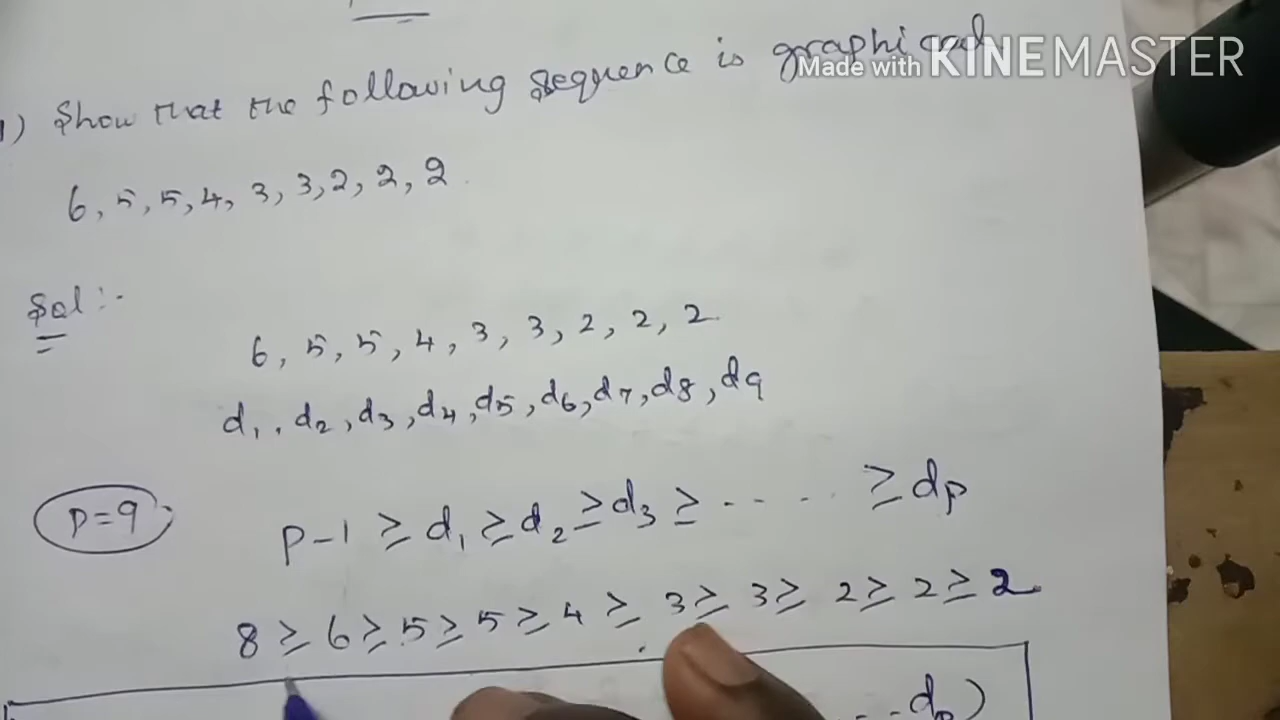 1) Show that the following sequence is graphical
Made with KINEMASTER
6, 5, 5, 4, 3, 3, 2, 2, 2.
Sol :-
6, 5, 5, 4, 3, 3, 2, 2, 2.
d₁, d₂, d₃, d₄, d₅, d₆, d₇, d₈, d₉
p=9
p-1 ≥ d₁ ≥ d₂ ≥ d₃ ≥ ---- ≥ dp
8 ≥ 6 ≥ 5 ≥ 5 ≥ 4 ≥ 3 ≥ 3 ≥ 2 ≥ 2 ≥ 2